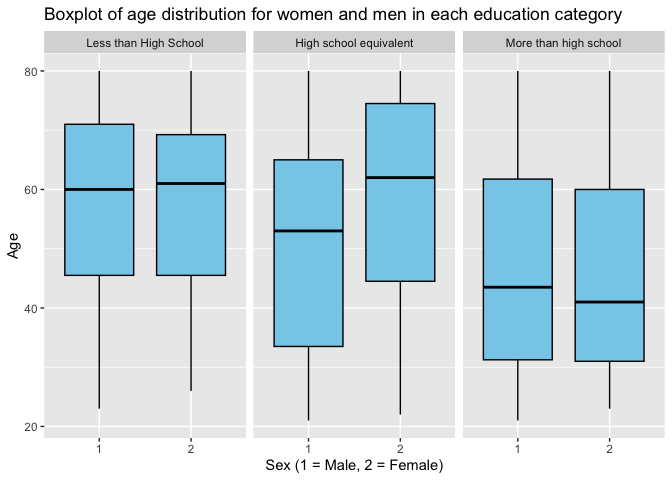 Boxplot of age distribution for women and men in each education category
Less than High School
High school equivalent
More than high school
80
60
40
20
Age
1
2
1
2
1
2
Sex (1 = Male, 2 = Female)